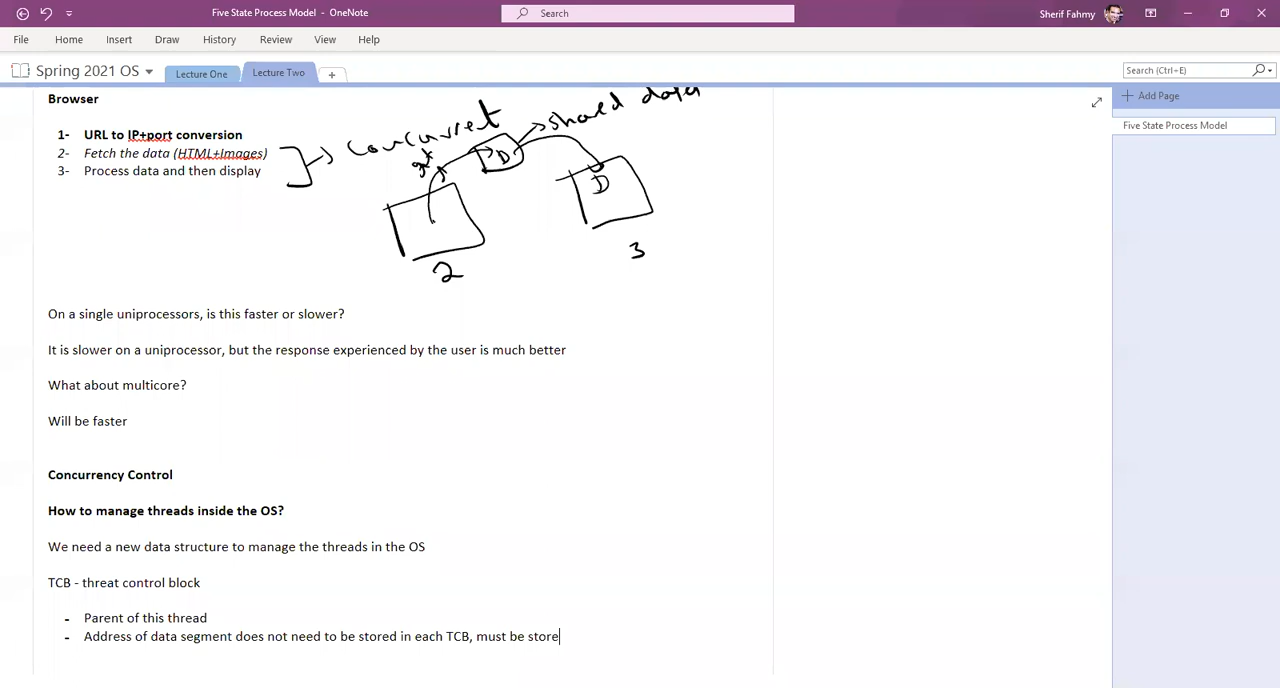 Five State Process Model - OneNote
Search
Sherif Fahmy
File Home Insert Draw History Review View Help
Spring 2021 OS Lecture One Lecture Two +
Search (Ctrl+E)
+ Add Page
Five State Process Model
Browser
1- URL to IP+port conversion
2- Fetch the data (HTML+Images)
3- Process data and then display
concurrent
shared data
D
D
2
3
On a single uniprocessors, is this faster or slower?
It is slower on a uniprocessor, but the response experienced by the user is much better
What about multicore?
Will be faster
Concurrency Control
How to manage threads inside the OS?
We need a new data structure to manage the threads in the OS
TCB - threat control block
- Parent of this thread
- Address of data segment does not need to be stored in each TCB, must be store